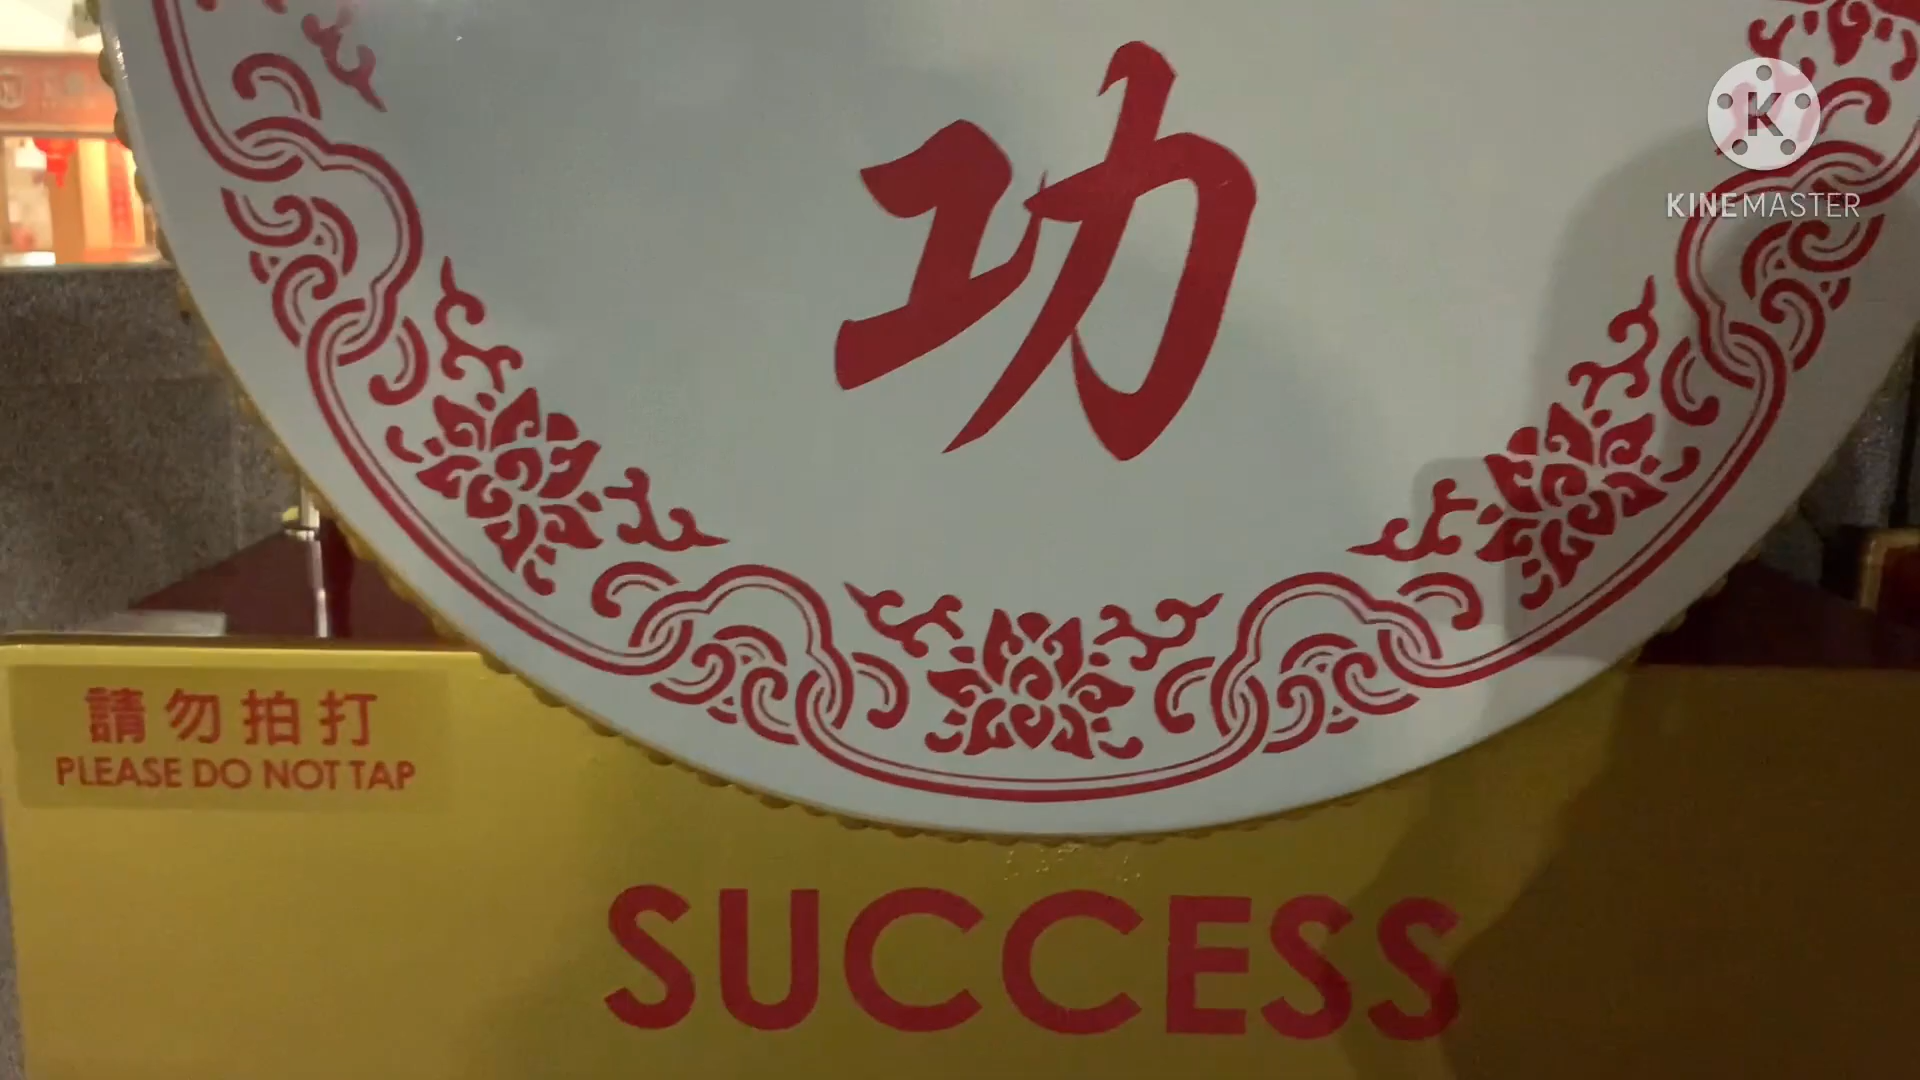 功
K
KINEMASTER
請勿拍打
PLEASE DO NOT TAP
SUCCESS